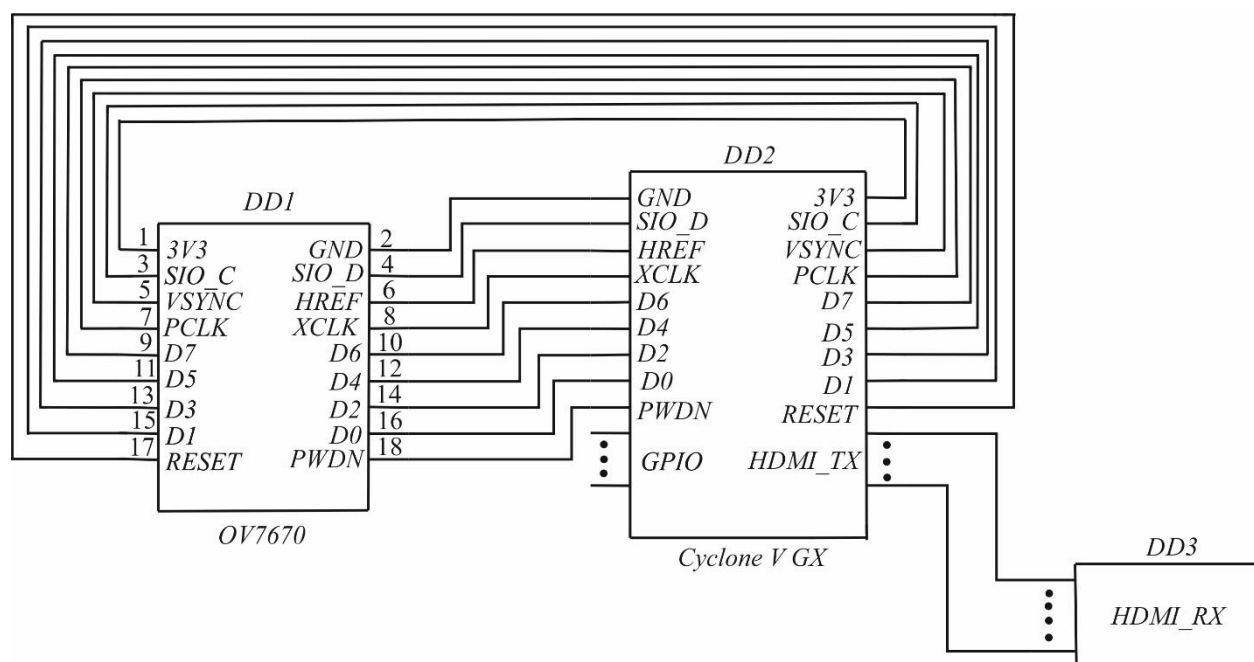 DD2
GND 3V3
SIO_D SIO_C
HREF VSYNC
XCLK PCLK
D6 D7
D4 D5
D2 D3
D0 D1
PWDN RESET
GPIO HDMI_TX
Cyclone V GX
DD1
1 3V3 GND 2
3 SIO_C SIO_D 4
5 VSYNC HREF 6
7 PCLK XCLK 8
9 D7 D6 10
11 D5 D4 12
13 D3 D2 14
15 D1 D0 16
17 RESET PWDN 18
OV7670
DD3
HDMI_RX